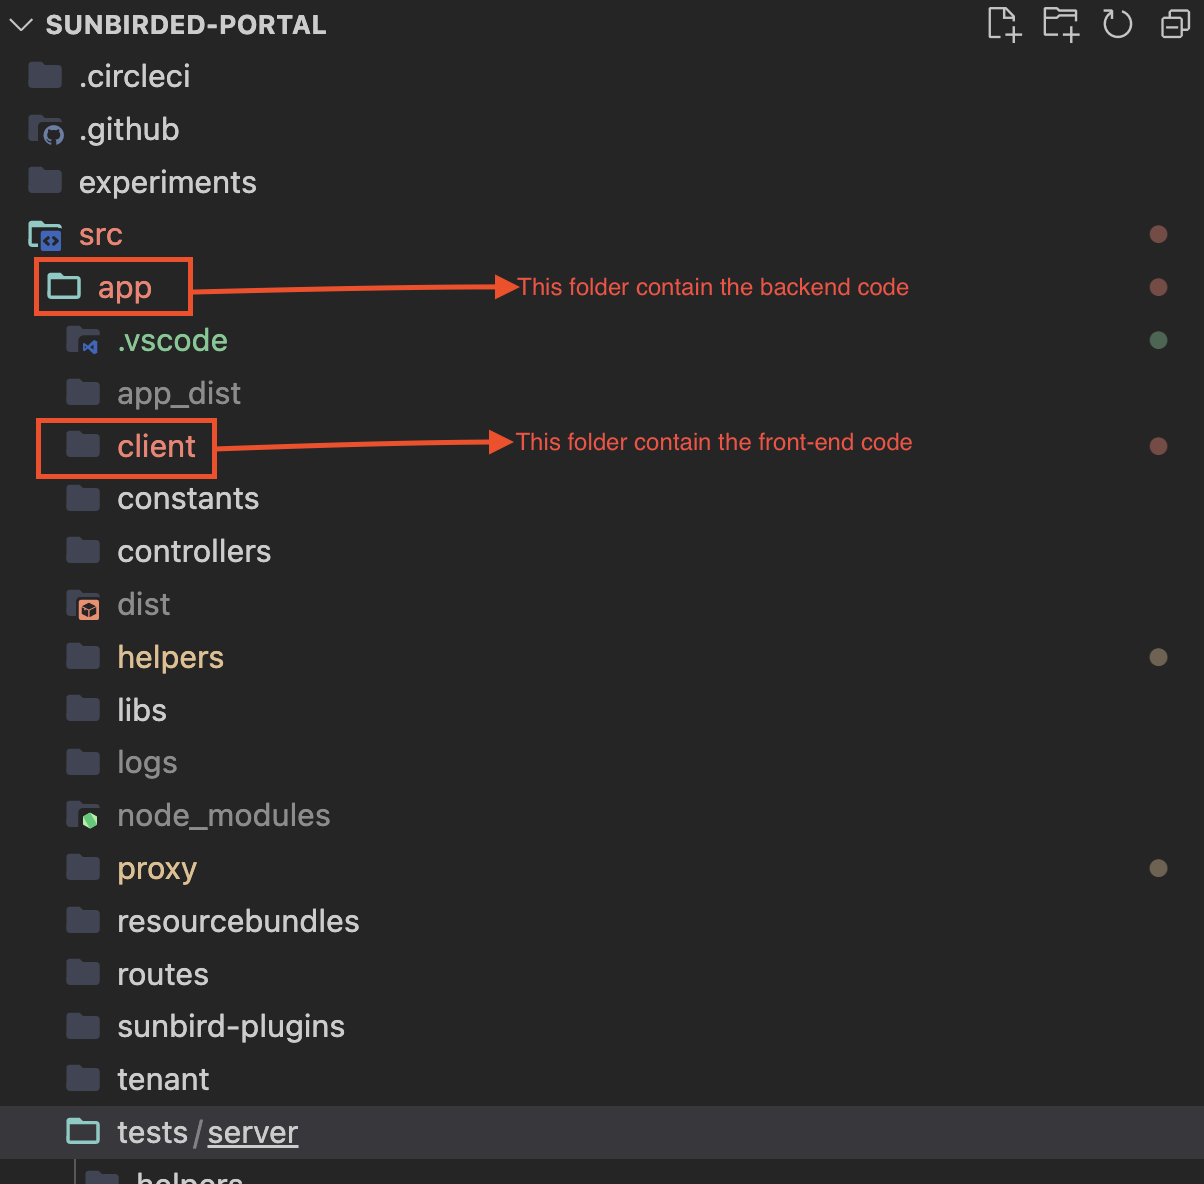 SUNBIRDED-PORTAL
.circleci
.github
experiments
src
app This folder contain the backend code
.vscode
app_dist
client This folder contain the front-end code
constants
controllers
dist
helpers
libs
logs
node_modules
proxy
resourcebundles
routes
sunbird-plugins
tenant
tests/server
helpers